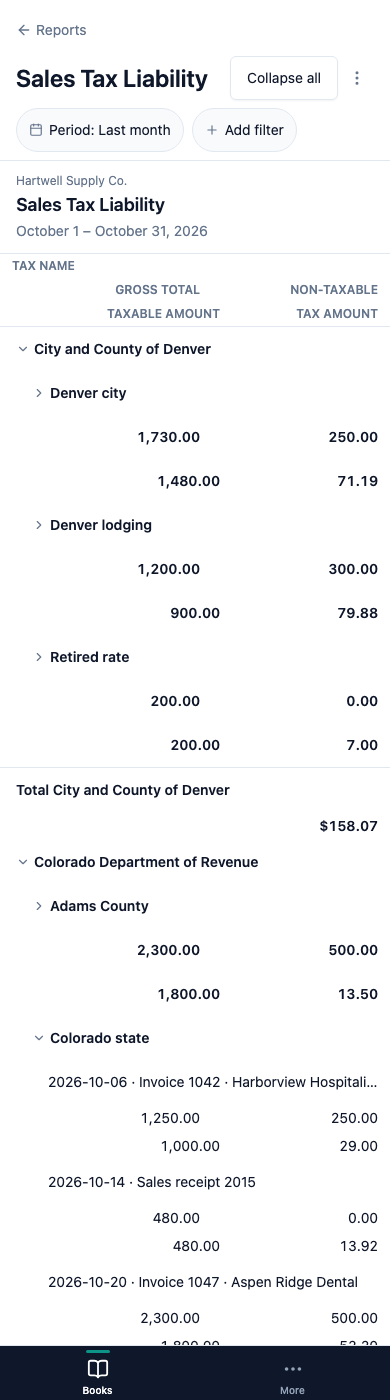 Reports
Sales Tax Liability
Collapse all
Period: Last month
Add filter
Hartwell Supply Co.
Sales Tax Liability
October 1 – October 31, 2026
TAX NAME
GROSS TOTAL NON-TAXABLE
TAXABLE AMOUNT TAX AMOUNT
City and County of Denver
Denver city
1,730.00 250.00
1,480.00 71.19
Denver lodging
1,200.00 300.00
900.00 79.88
Retired rate
200.00 0.00
200.00 7.00
Total City and County of Denver
$158.07
Colorado Department of Revenue
Adams County
2,300.00 500.00
1,800.00 13.50
Colorado state
2026-10-06 · Invoice 1042 · Harborview Hospitali...
1,250.00 250.00
1,000.00 29.00
2026-10-14 · Sales receipt 2015
480.00 0.00
480.00 13.92
2026-10-20 · Invoice 1047 · Aspen Ridge Dental
2,300.00 500.00
Books
More